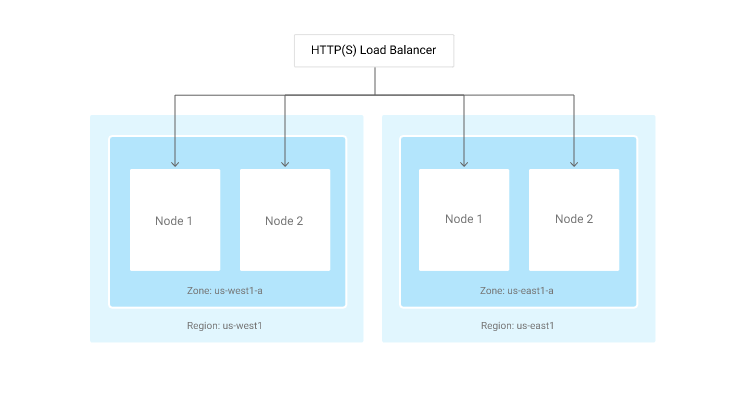 HTTP(S) Load Balancer
Node 1
Node 2
Zone: us-west1-a
Region: us-west1
Node 1
Node 2
Zone: us-east1-a
Region: us-east1